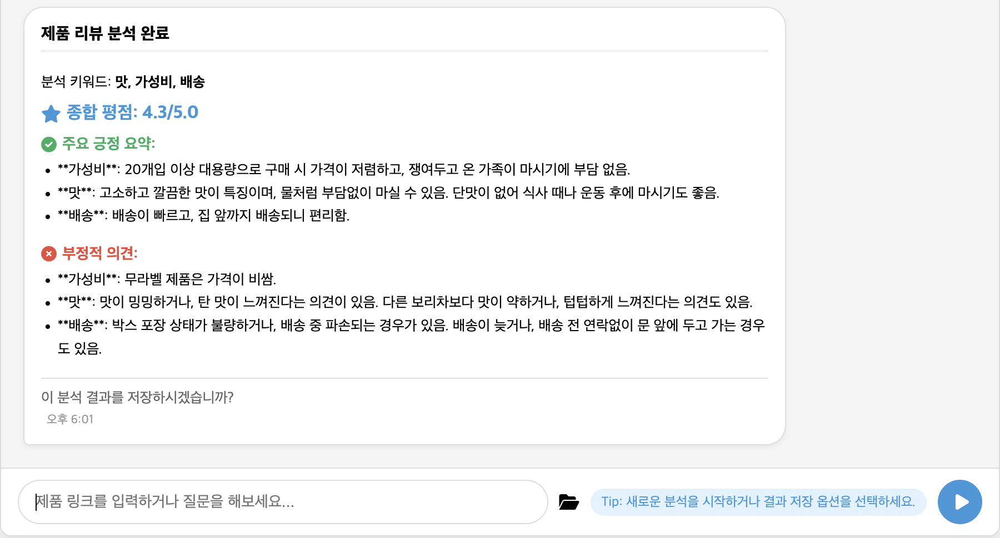 제품 리뷰 분석 완료
분석 키워드: 맛, 가성비, 배송
종합 평점: 4.3/5.0
주요 긍정 요약:
• **가성비**: 20개입 이상 대용량으로 구매 시 가격이 저렴하고, 쟁여두고 온 가족이 마시기에 부담 없음.
• **맛**: 고소하고 깔끔한 맛이 특징이며, 물처럼 부담없이 마실 수 있음. 단맛이 없어 식사 때나 운동 후에 마시기도 좋음.
• **배송**: 배송이 빠르고, 집 앞까지 배송되니 편리함.
부정적 의견:
• **가성비**: 무라벨 제품은 가격이 비쌈.
• **맛**: 맛이 밍밍하거나, 탄 맛이 느껴진다는 의견이 있음. 다른 보리차보다 맛이 약하거나, 텁텁하게 느껴진다는 의견도 있음.
• **배송**: 박스 포장 상태가 불량하거나, 배송 중 파손되는 경우가 있음. 배송이 늦거나, 배송 전 연락없이 문 앞에 두고 가는 경우
도 있음.
이 분석 결과를 저장하시겠습니까?
오후 6:01
제품 링크를 입력하거나 질문을 해보세요...
Tip: 새로운 분석을 시작하거나 결과 저장 옵션을 선택하세요.